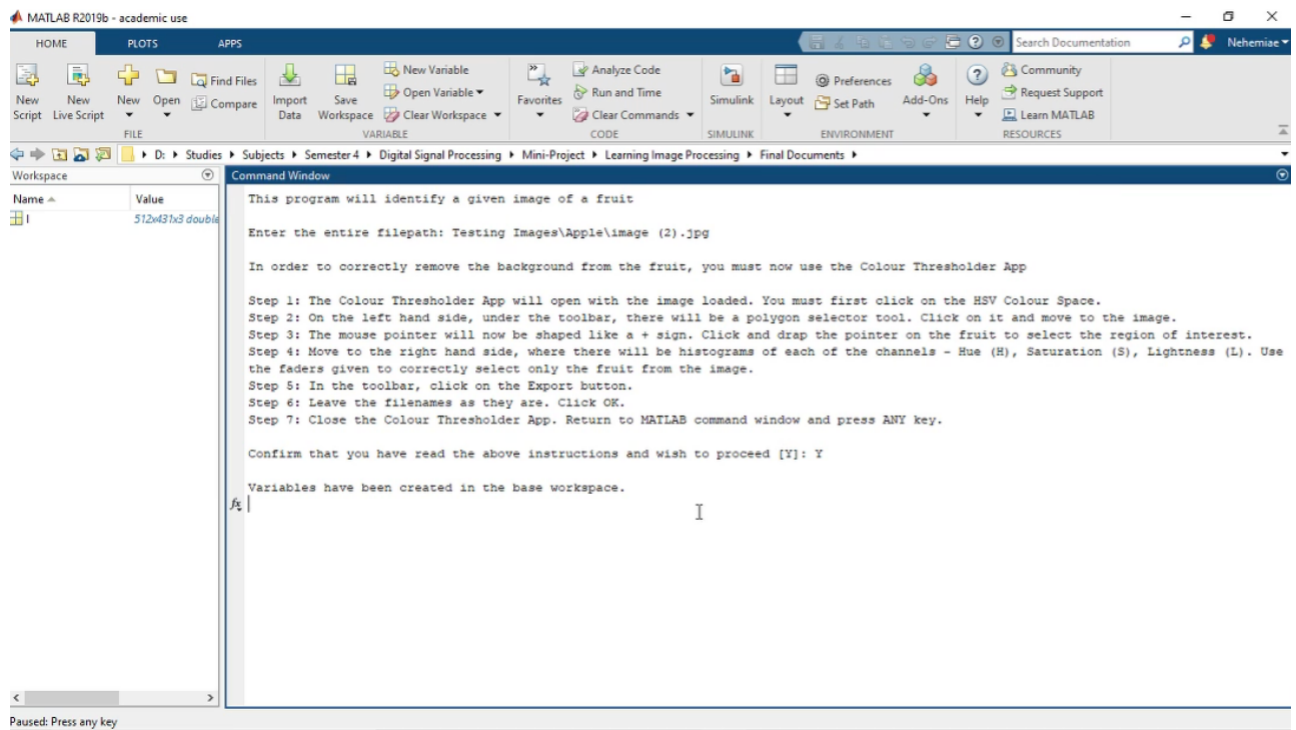 MATLAB R2019b - academic use
HOME PLOTS APPS
Search Documentation
Nehemiae
New Script
New Live Script
New
Open
Find Files
Compare
FILE
Import Data
Save Workspace
New Variable
Open Variable
Clear Workspace
VARIABLE
Favorites
Analyze Code
Run and Time
Clear Commands
CODE
Simulink
SIMULINK
Layout
Preferences
Set Path
Add-Ons
ENVIRONMENT
Help
Community
Request Support
Learn MATLAB
RESOURCES
D: Studies Subjects Semester 4 Digital Signal Processing Mini-Project Learning Image Processing Final Documents
Workspace
Name Value
I 512x431x3 double
Command Window
This program will identify a given image of a fruit
Enter the entire filepath: Testing Images\Apple\image (2).jpg
In order to correctly remove the background from the fruit, you must now use the Colour Thresholder App
Step 1: The Colour Thresholder App will open with the image loaded. You must first click on the HSV Colour Space.
Step 2: On the left hand side, under the toolbar, there will be a polygon selector tool. Click on it and move to the image.
Step 3: The mouse pointer will now be shaped like a + sign. Click and drap the pointer on the fruit to select the region of interest.
Step 4: Move to the right hand side, where there will be histograms of each of the channels - Hue (H), Saturation (S), Lightness (L). Use
the faders given to correctly select only the fruit from the image.
Step 5: In the toolbar, click on the Export button.
Step 6: Leave the filenames as they are. Click OK.
Step 7: Close the Colour Thresholder App. Return to MATLAB command window and press ANY key.
Confirm that you have read the above instructions and wish to proceed [Y]: Y
Variables have been created in the base workspace.
fx
Paused: Press any key